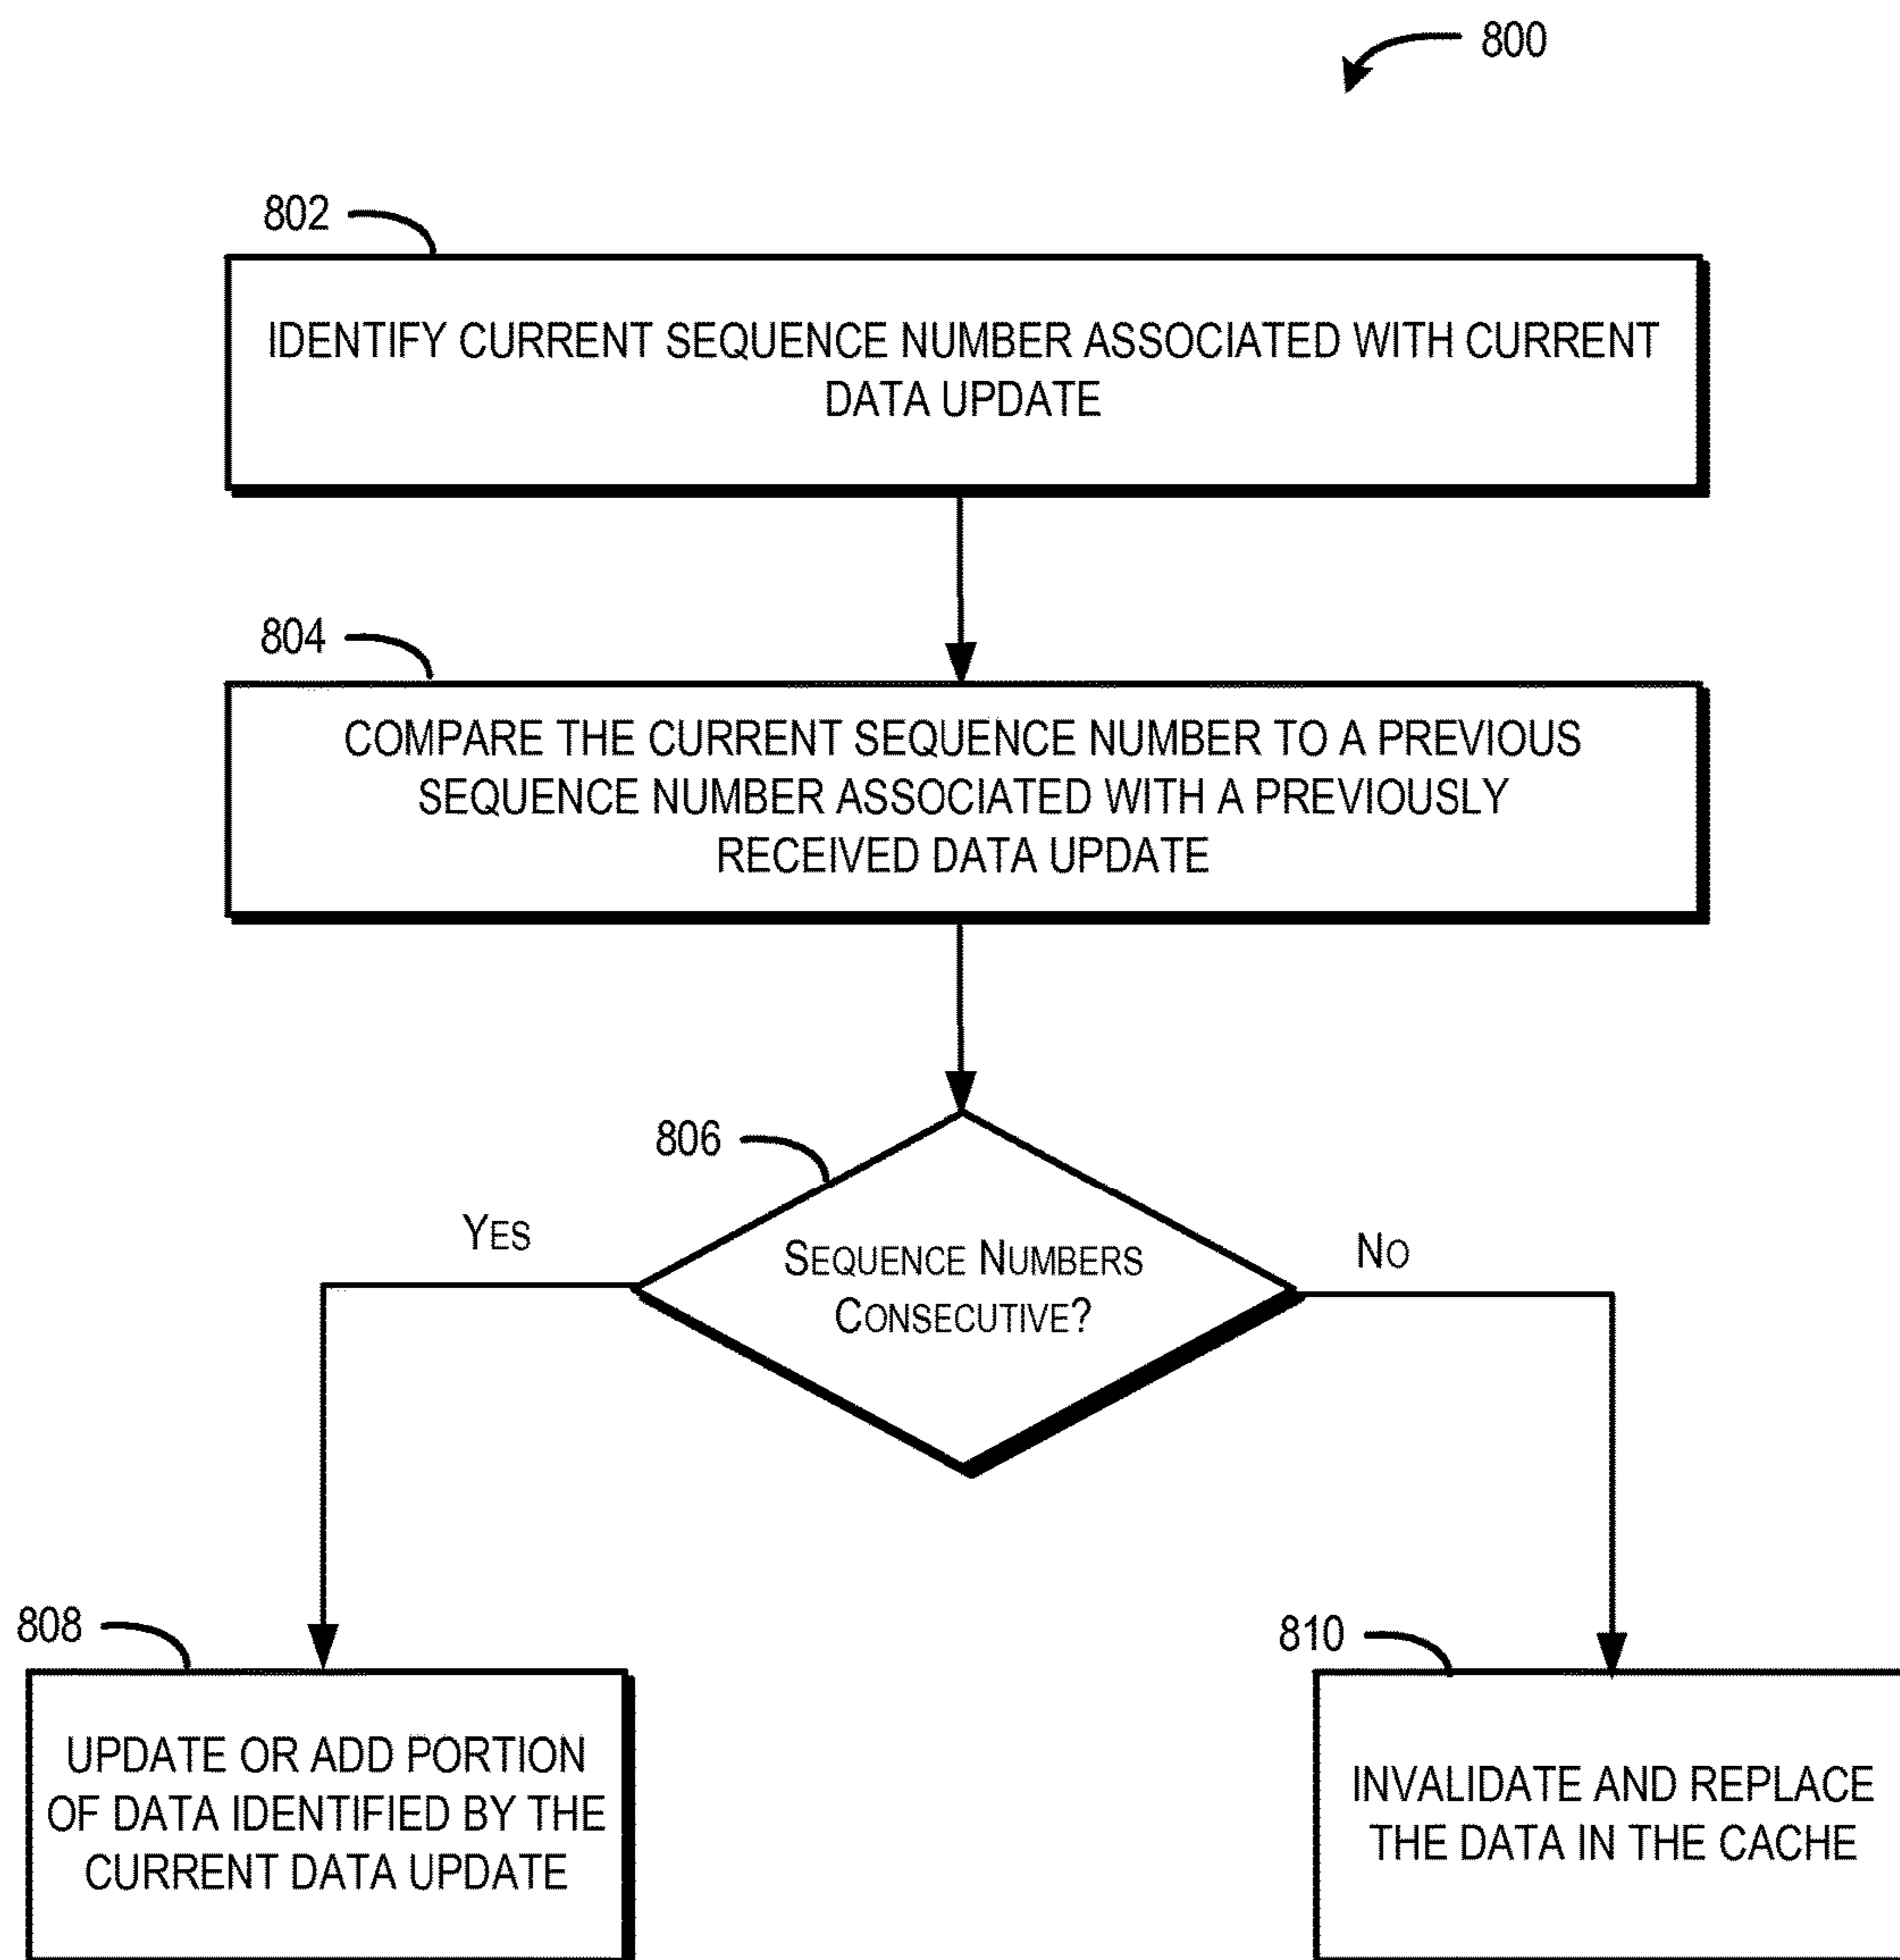 800
802
IDENTIFY CURRENT SEQUENCE NUMBER ASSOCIATED WITH CURRENT
DATA UPDATE
804
COMPARE THE CURRENT SEQUENCE NUMBER TO A PREVIOUS
SEQUENCE NUMBER ASSOCIATED WITH A PREVIOUSLY
RECEIVED DATA UPDATE
806
YES
SEQUENCE NUMBERS
CONSECUTIVE?
NO
808
UPDATE OR ADD PORTION
OF DATA IDENTIFIED BY THE
CURRENT DATA UPDATE
810
INVALIDATE AND REPLACE
THE DATA IN THE CACHE